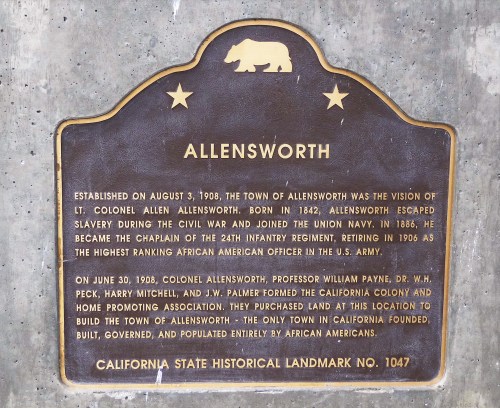 ALLENSWORTH
ESTABLISHED ON AUGUST 3, 1908, THE TOWN OF ALLENSWORTH WAS THE VISION OF
LT. COLONEL ALLEN ALLENSWORTH. BORN IN 1842, ALLENSWORTH ESCAPED
SLAVERY DURING THE CIVIL WAR AND JOINED THE UNION NAVY. IN 1886, HE
BECAME THE CHAPLAIN OF THE 24TH INFANTRY REGIMENT, RETIRING IN 1906 AS
THE HIGHEST RANKING AFRICAN AMERICAN OFFICER IN THE U.S. ARMY.
ON JUNE 30, 1908, COLONEL ALLENSWORTH, PROFESSOR WILLIAM PAYNE, DR. W.H.
PECK, HARRY MITCHELL, AND J.W. PALMER FORMED THE CALIFORNIA COLONY AND
HOME PROMOTING ASSOCIATION. THEY PURCHASED LAND AT THIS LOCATION TO
BUILD THE TOWN OF ALLENSWORTH - THE ONLY TOWN IN CALIFORNIA FOUNDED,
BUILT, GOVERNED, AND POPULATED ENTIRELY BY AFRICAN AMERICANS.
CALIFORNIA STATE HISTORICAL LANDMARK NO. 1047